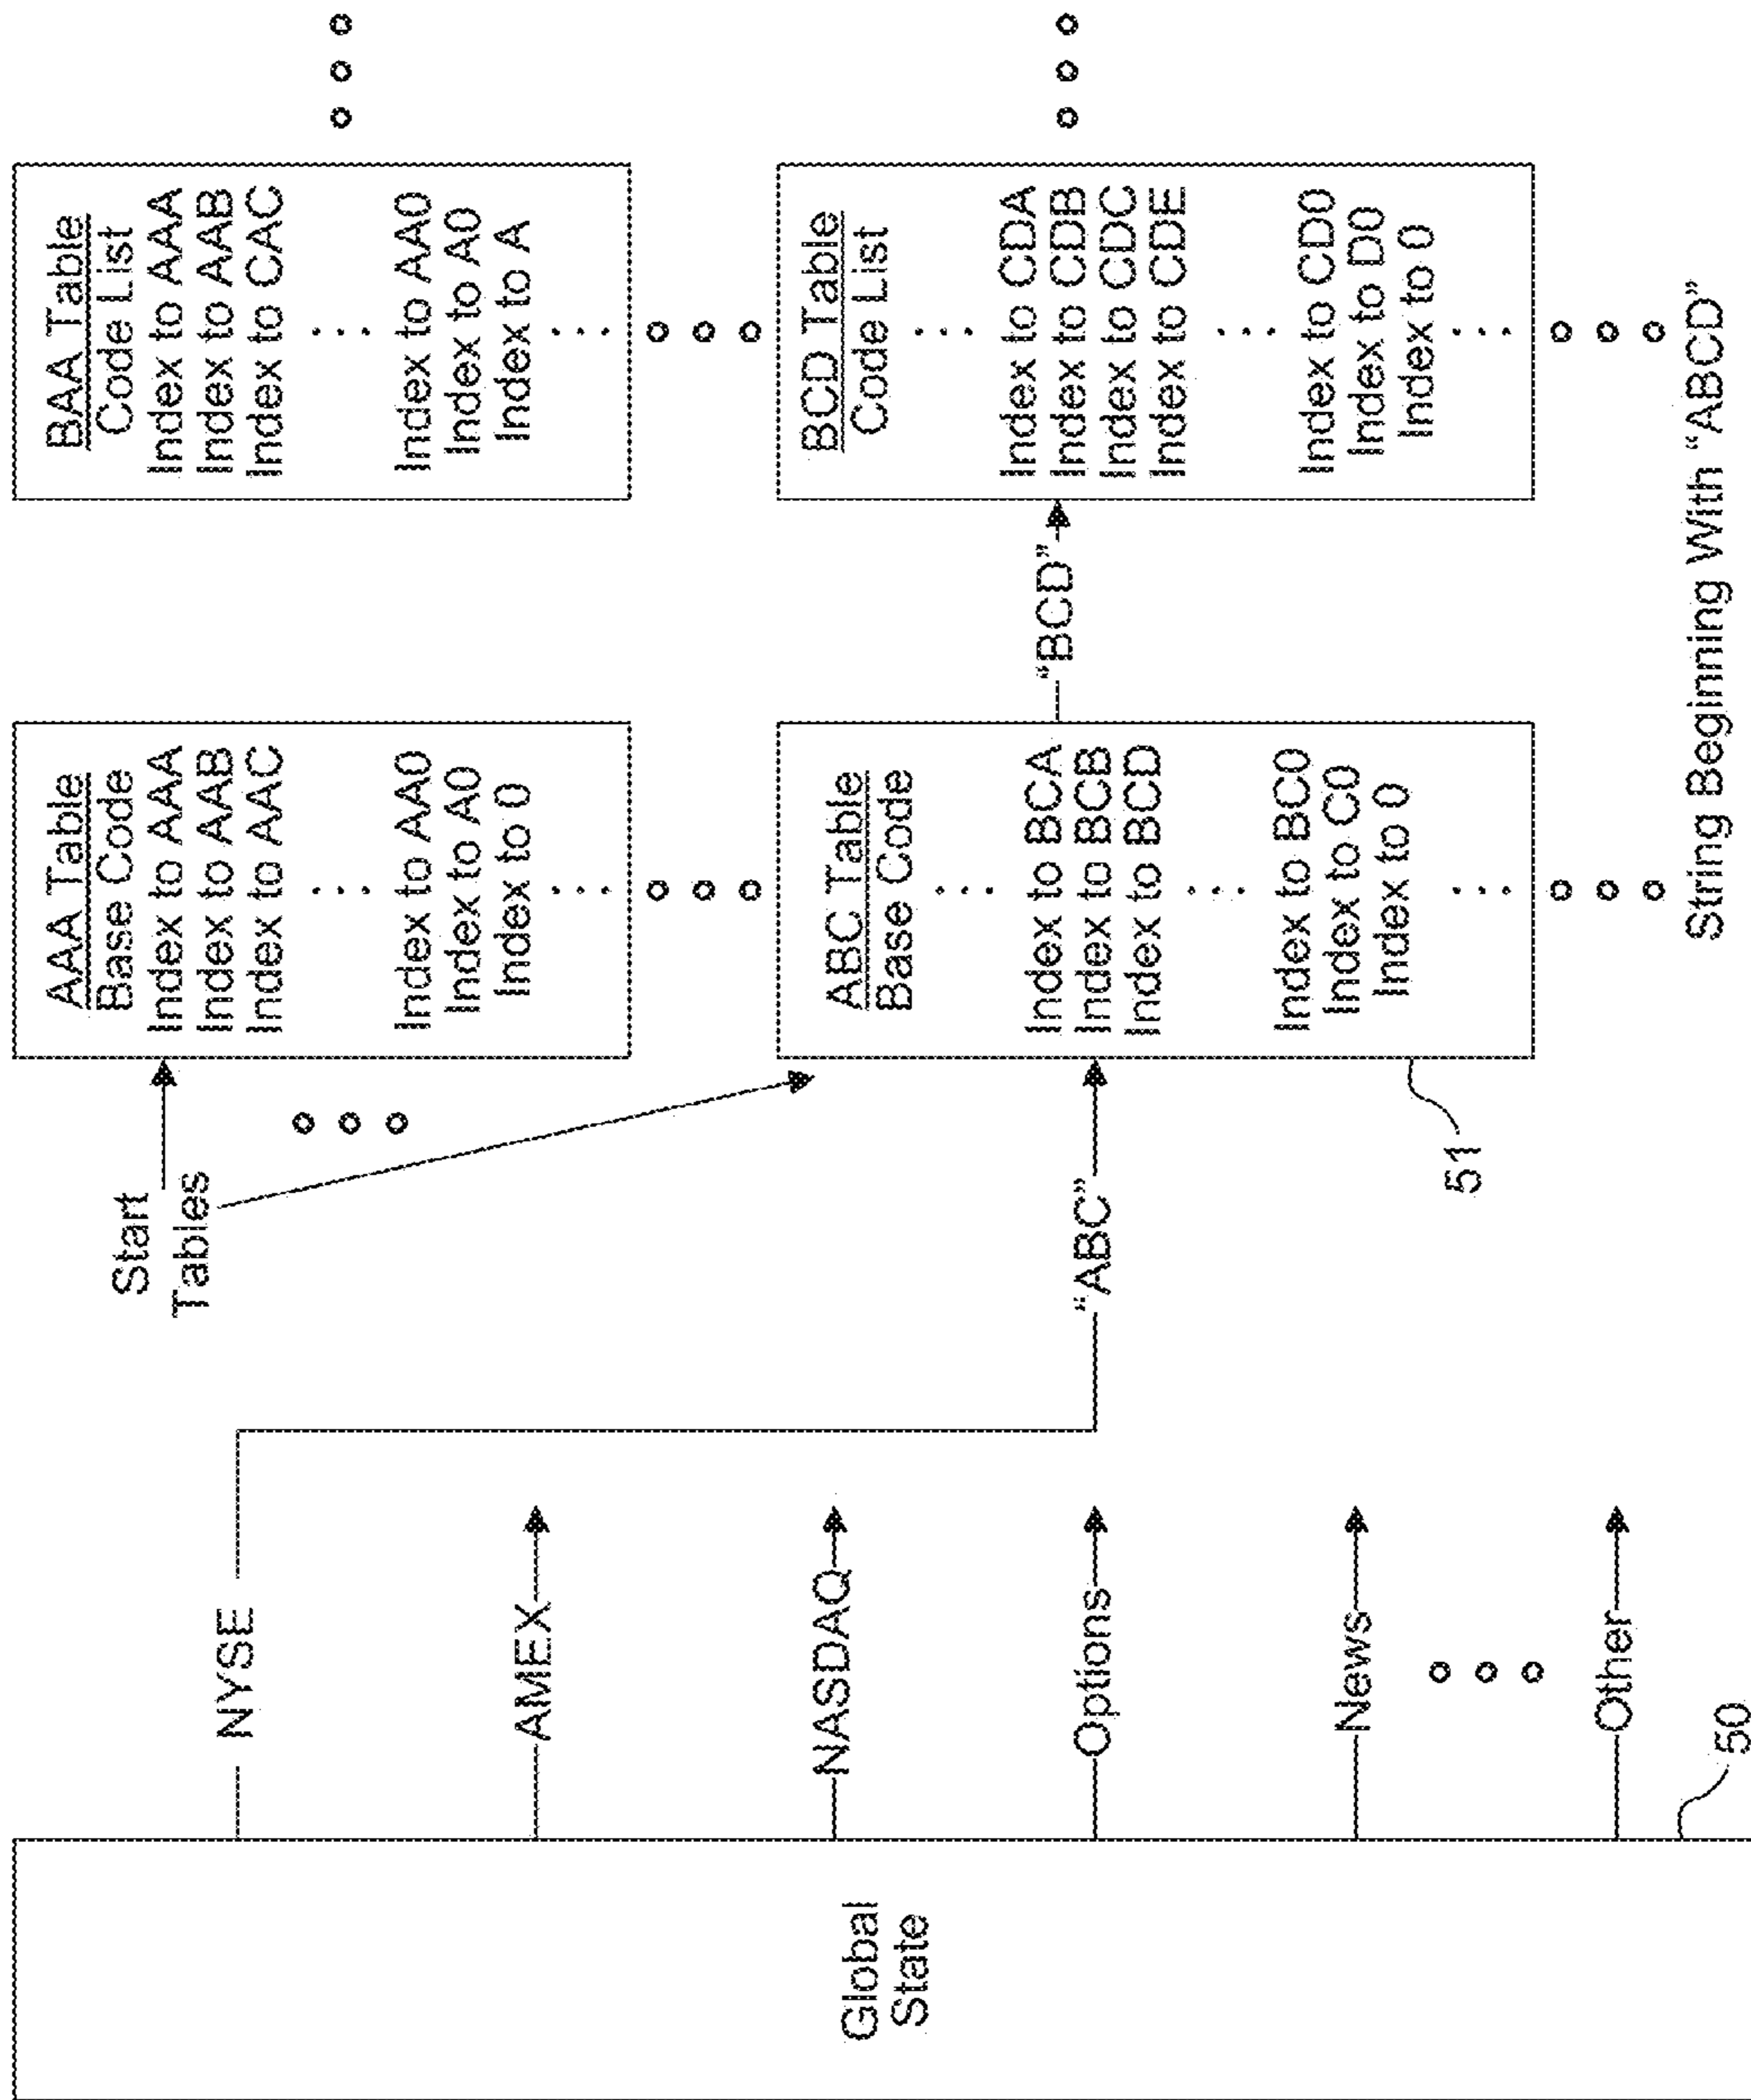 Global
State
50
NYSE
AMEX
NASDAQ
Options
News
Other
Start
Tables
"ABC"
51
AAA Table
Base Code
Index to AAA
Index to AAB
Index to AAC
Index to AA0
Index to A0
Index to 0
ABC Table
Base Code
Index to BCA
Index to BCB
Index to BCD
Index to BC0
Index to C0
Index to 0
"BCD"
BAA Table
Code List
Index to AAA
Index to AAB
Index to CAC
Index to AA0
Index to A0
Index to A
BCD Table
Code List
Index to CDA
Index to CDB
Index to CDC
Index to CDE
Index to CD0
Index to D0
Index to 0
String Beginning With "ABCD"